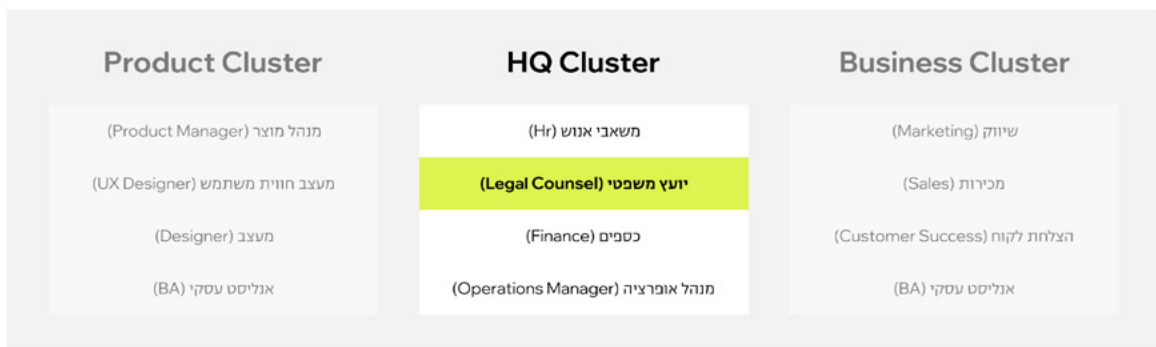 Product Cluster
מנהל מוצר (Product Manager)
מעצב חווית משתמש (UX Designer)
מעצב (Designer)
אנליסט עסקי (BA)
HQ Cluster
משאבי אנוש (Hr)
יועץ משפטי (Legal Counsel)
כספים (Finance)
מנהל אופרציה (Operations Manager)
Business Cluster
שיווק (Marketing)
מכירות (Sales)
הצלחת לקוח (Customer Success)
אנליסט עסקי (BA)